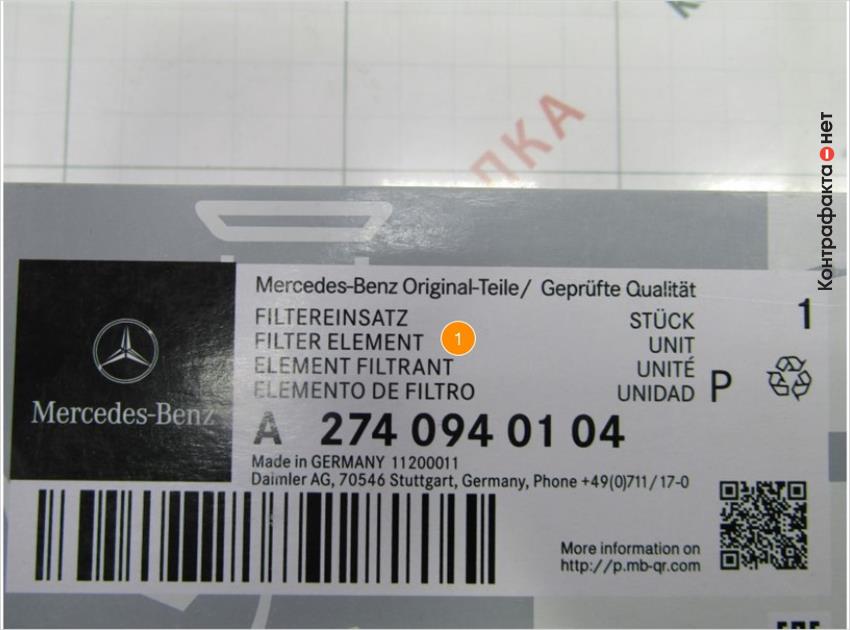 ПКА
Контрафакта нет
Mercedes-Benz Original-Teile/ Geprüfte Qualität
FILTEREINSATZ STÜCK 1
FILTER ELEMENT 1 UNIT
ELEMENT FILTRANT UNITÉ
ELEMENTO DE FILTRO UNIDAD P
Mercedes-Benz
A 274 094 01 04
Made in GERMANY 11200011
Daimler AG, 70546 Stuttgart, Germany, Phone +49(0)711/17-0
More information on
http://p.mb-qr.com